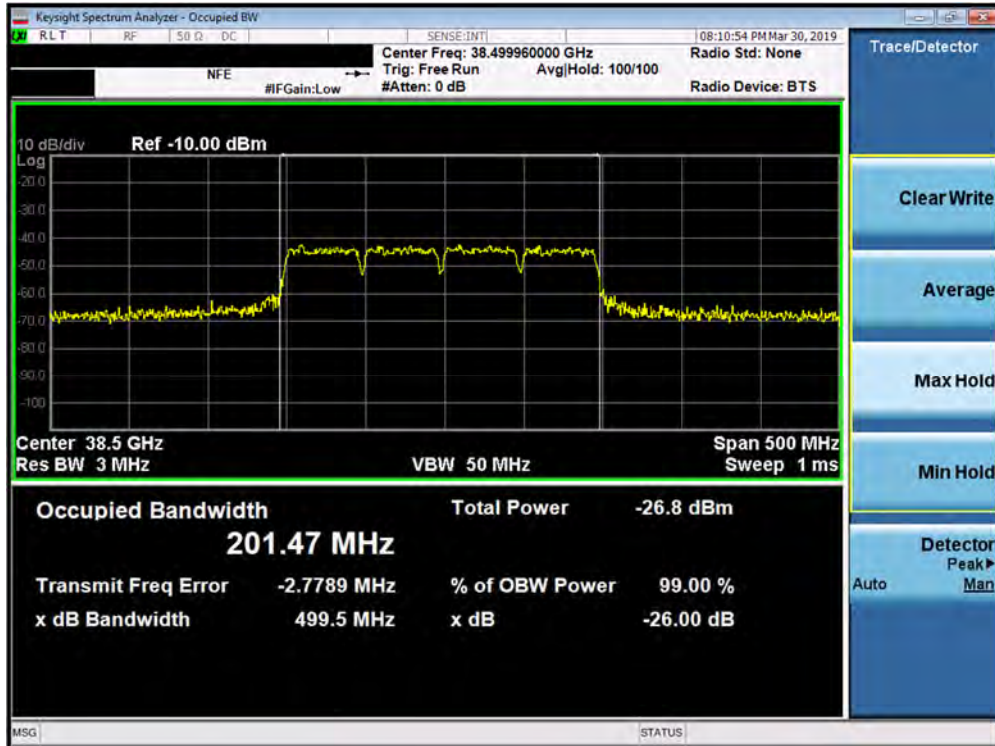 Keysight Spectrum Analyzer - Occupied BW
RLT RF 50 Ω DC SENSE:INT 08:10:54 PM Mar 30, 2019
Center Freq: 38.499960000 GHz Radio Std: None
NFE Trig: Free Run Avg|Hold: 100/100
#IFGain:Low #Atten: 0 dB Radio Device: BTS
Trace/Detector
10 dB/div Ref -10.00 dBm
Log
-20.0
-30.0
-40.0
-50.0
-60.0
-70.0
-80.0
-90.0
-100
Center 38.5 GHz Span 500 MHz
Res BW 3 MHz VBW 50 MHz Sweep 1 ms
Occupied Bandwidth Total Power -26.8 dBm
201.47 MHz
Transmit Freq Error -2.7789 MHz % of OBW Power 99.00 %
x dB Bandwidth 499.5 MHz x dB -26.00 dB
Clear Write
Average
Max Hold
Min Hold
Detector
Peak▶
Auto Man
MSG STATUS